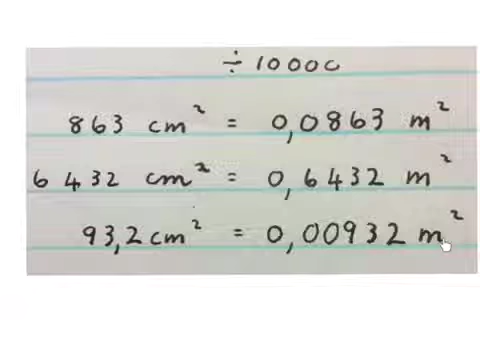 ÷ 10000
863 cm² = 0,0863 m²
6 432 cm² = 0,6432 m²
93,2 cm² = 0,00932 m²